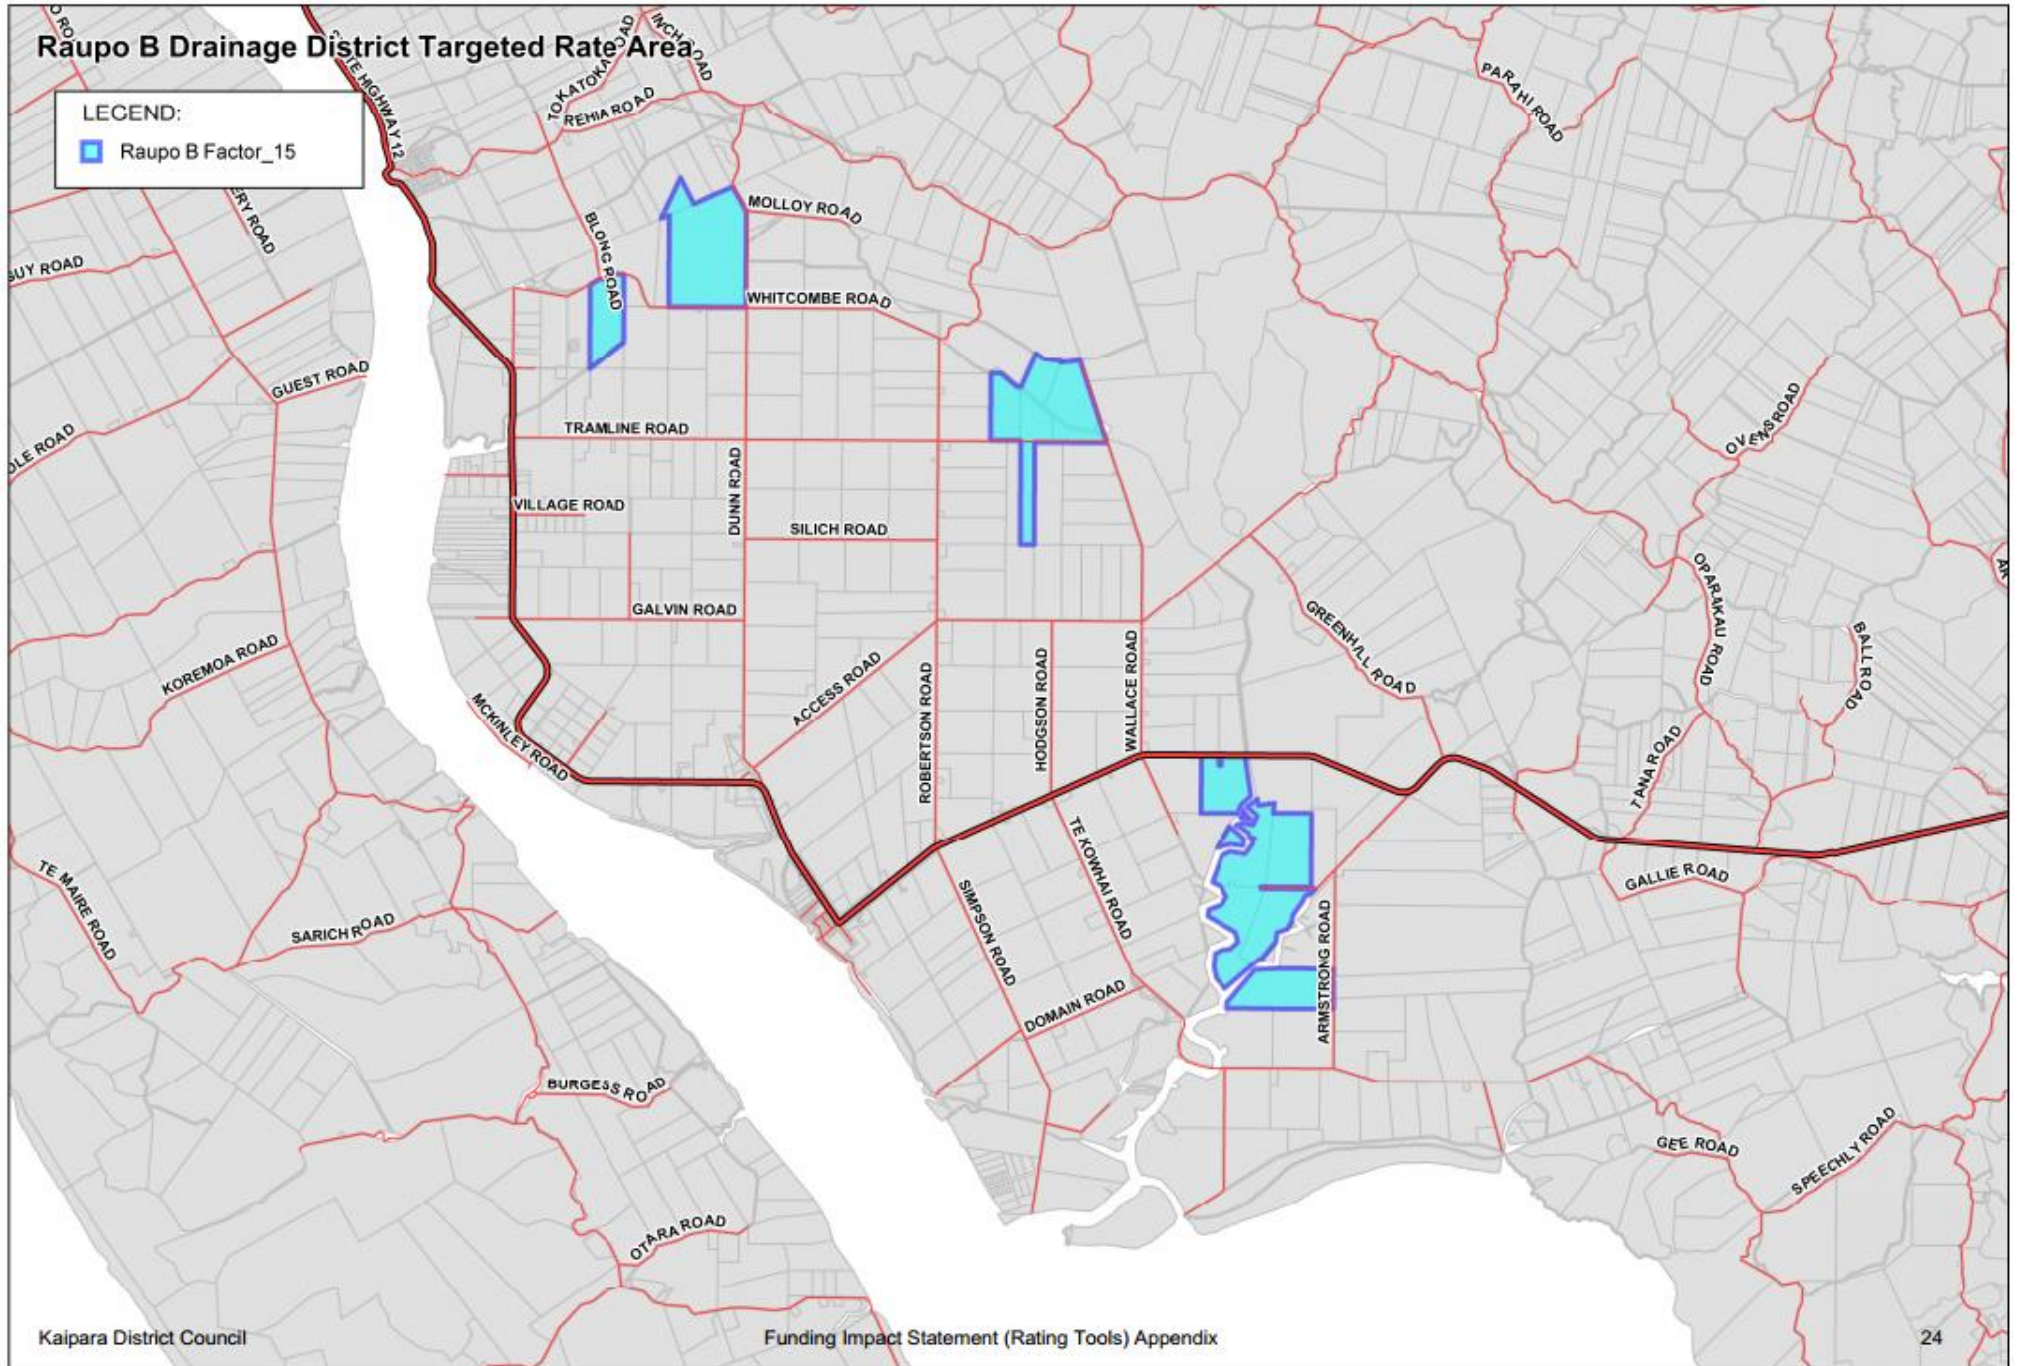 Raupo B Drainage District Targeted Rate Area
LEGEND:
Raupo B Factor_15
STATE HIGHWAY 12
TOKATOKA ROAD
INCH ROAD
REHIA ROAD
PARAHI ROAD
ERY ROAD
BLONG ROAD
MOLLOY ROAD
GUY ROAD
WHITCOMBE ROAD
GUEST ROAD
OVENS ROAD
OLE ROAD
TRAMLINE ROAD
DUNN ROAD
VILLAGE ROAD
SILICH ROAD
OPARAKAU ROAD
AR
GALVIN ROAD
GREENHILL ROAD
BALL ROAD
KOREMOA ROAD
ACCESS ROAD
ROBERTSON ROAD
HODGSON ROAD
WALLACE ROAD
MCKINLEY ROAD
TANA ROAD
TE MAIRE ROAD
TE KOWHAI ROAD
GALLIE ROAD
SARICH ROAD
SIMPSON ROAD
ARMSTRONG ROAD
DOMAIN ROAD
BURGESS ROAD
GEE ROAD
SPEECHLY ROAD
OTARA ROAD
Kaipara District Council
Funding Impact Statement (Rating Tools) Appendix
24